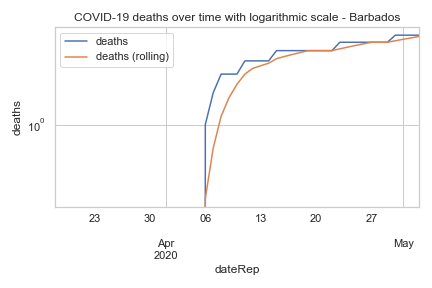 COVID-19 deaths over time with logarithmic scale - Barbados
deaths
deaths (rolling)
deaths
10⁰
23 30 06 13 20 27
Apr May
2020
dateRep